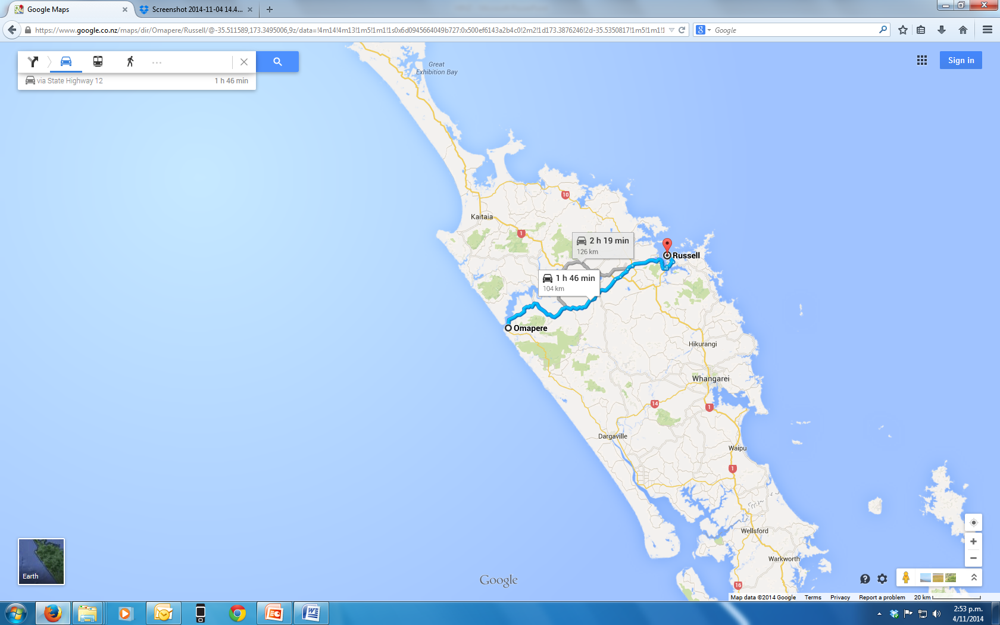 Google Maps
Screenshot 2014-11-04 14.4...
https://www.google.co.nz/maps/dir/Omapere/Russell/@-35.511589,173.3495006,9z/data=!4m14!4m13!1m5!1m1!1s0x6d0945664049b727:0x500ef6143a2b4c0!2m2!1d173.3876246!2d-35.5350817!1m5!1m1!1
8
Google
via State Highway 12
1 h 46 min
Sign in
Great
Exhibition Bay
10
Kaitaia
1
2 h 19 min
126 km
Russell
1 h 46 min
104 km
Omapere
Hikurangi
Whangarei
14
1
Dargaville
Waipu
1
Wellsford
Warkworth
16
Earth
Google
Map data ©2014 Google
Terms
Privacy
Report a problem
20 km
2:53 p.m.
4/11/2014